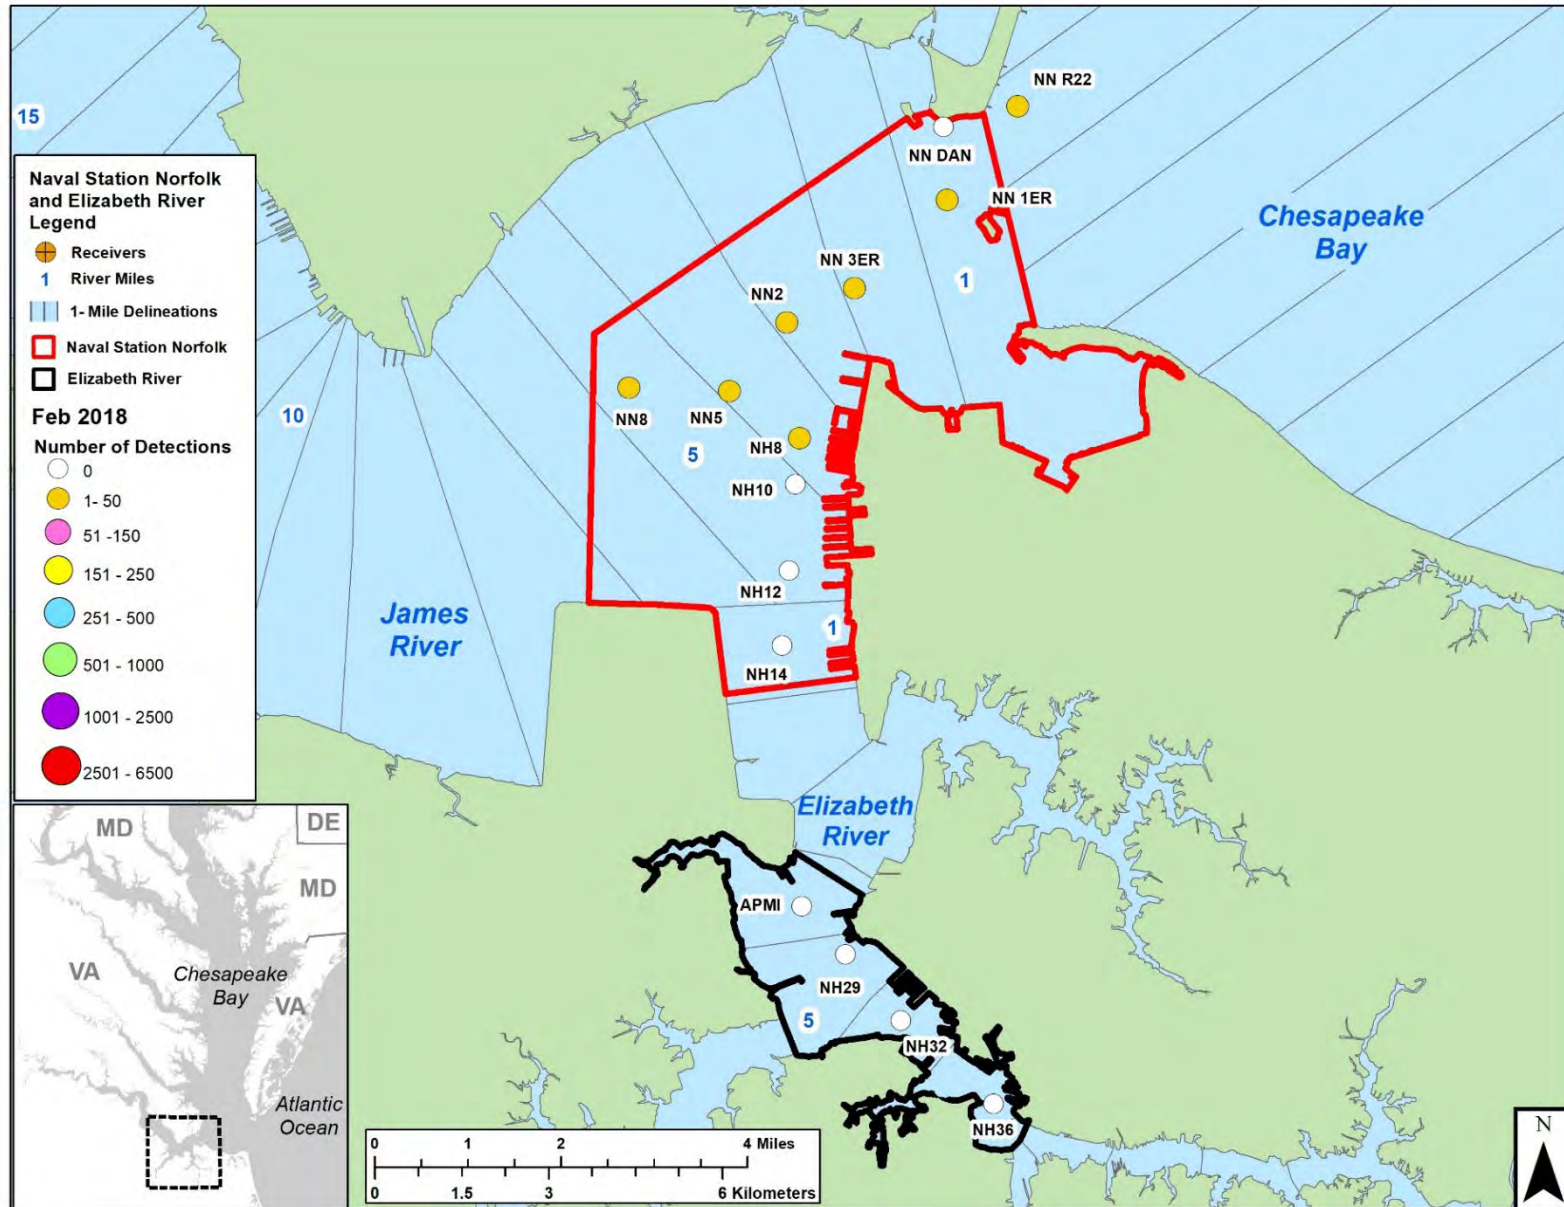 15
NN R22
NN DAN
NN 1ER
Chesapeake
Bay
1
NN 3ER
NN2
NN8
NN5
NH8
5
NH10
NH12
1
NH14
10
James
River
Elizabeth
River
APMI
NH29
5
NH32
NH36
Naval Station Norfolk
and Elizabeth River
Legend
Receivers
1 River Miles
1- Mile Delineations
Naval Station Norfolk
Elizabeth River
Feb 2018
Number of Detections
0
1- 50
51 -150
151 - 250
251 - 500
501 - 1000
1001 - 2500
2501 - 6500
MD
DE
MD
VA
Chesapeake
Bay
VA
Atlantic
Ocean
0 1 2 4 Miles
0 1.5 3 6 Kilometers
N